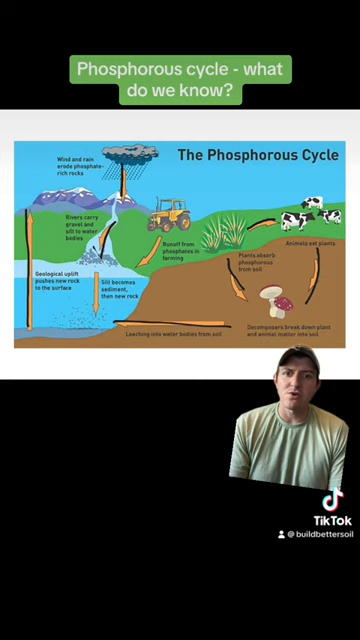 Phosphorous cycle - what
do we know?
The Phosphorous Cycle
Wind and rain
erode phosphate-
rich rocks
Rivers carry
gravel and
silt to water
bodies
Runoff from
phosphates in
farming
Plants absorb
phosphorous
from soil
Animals eat plants
Geological uplift
pushes new rock
to the surface
Silt becomes
sediment,
then new rock
Leaching into water bodies from soil
Decomposers break down plant
and animal matter into soil
TikTok
@buildbettersoil